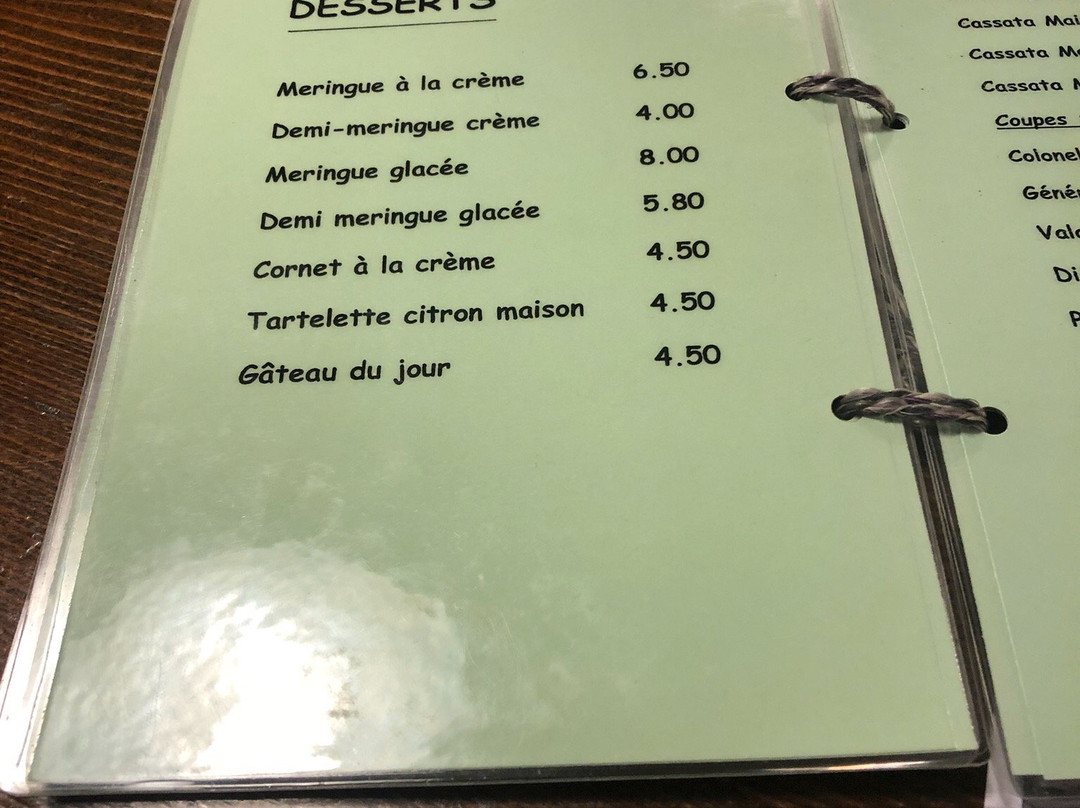 DESSERTS
Meringue à la crème 6.50
Demi-meringue crème 4.00
Meringue glacée 8.00
Demi meringue glacée 5.80
Cornet à la crème 4.50
Tartelette citron maison 4.50
Gâteau du jour 4.50
Cassata
Cassata
Cassata
Coupes